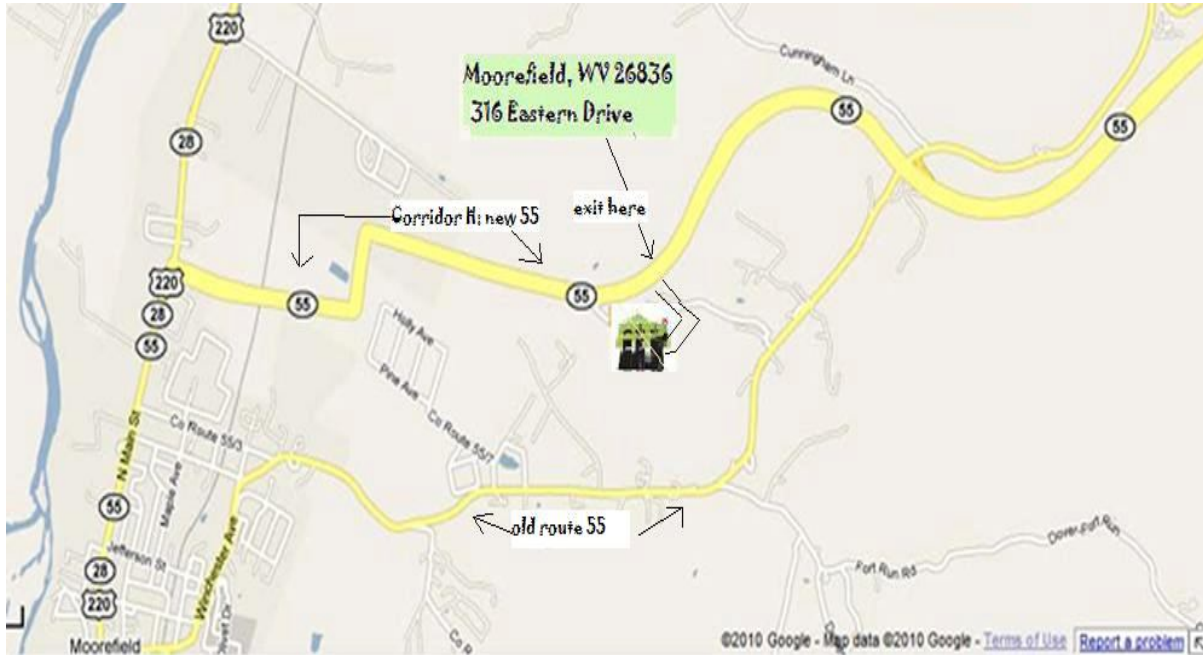 220
28
Moorefield, WV 26836
316 Eastern Drive
Cunningham Ln
55
55
Corridor H: new 55
exit here
220
28
55
55
55
Holly Ave
Pine Ave
Co Route 55/7
Co Route 55/3
N Main St
Maple Ave
Winchester Ave
55
Jefferson St
28
220
Moorefield
old route 55
Fort Run Rd
Dover-Fort Run
Co R
©2010 Google - Map data ©2010 Google - Terms of Use Report a problem